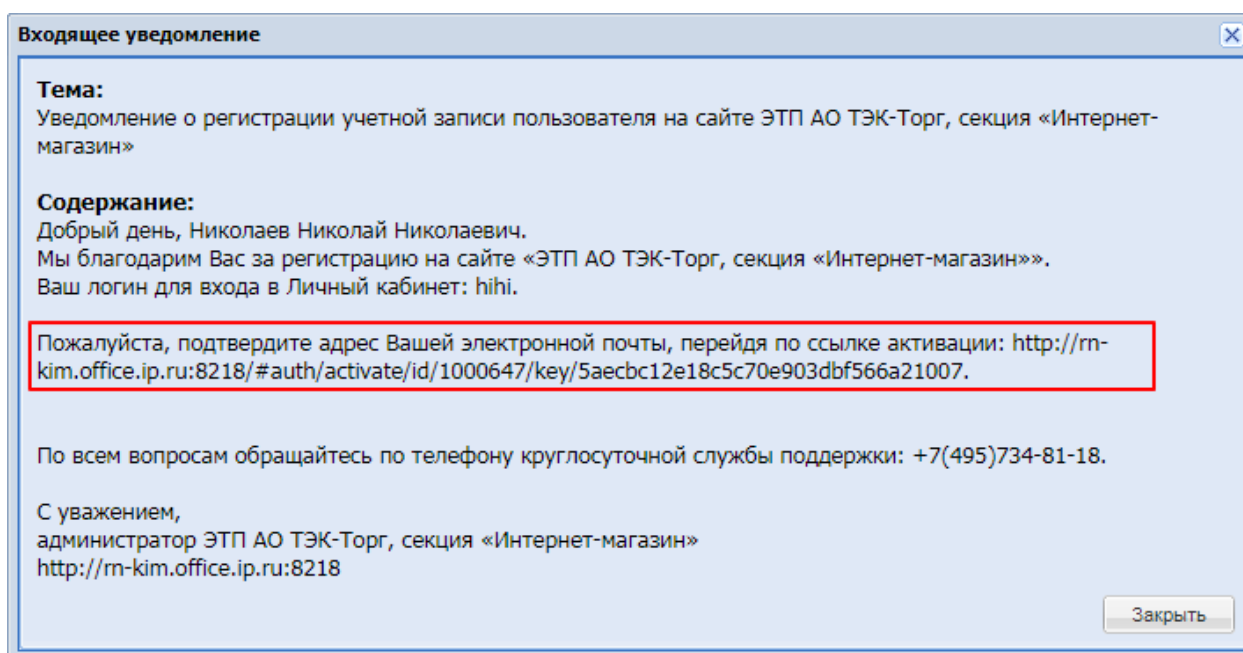 Входящее уведомление
Тема:
Уведомление о регистрации учетной записи пользователя на сайте ЭТП АО ТЭК-Торг, секция «Интернет-
магазин»
Содержание:
Добрый день, Николаев Николай Николаевич.
Мы благодарим Вас за регистрацию на сайте «ЭТП АО ТЭК-Торг, секция «Интернет-магазин»».
Ваш логин для входа в Личный кабинет: hihi.
Пожалуйста, подтвердите адрес Вашей электронной почты, перейдя по ссылке активации: http://rn-
kim.office.ip.ru:8218/#auth/activate/id/1000647/key/5aecbc12e18c5c70e903dbf566a21007.
По всем вопросам обращайтесь по телефону круглосуточной службы поддержки: +7(495)734-81-18.
С уважением,
администратор ЭТП АО ТЭК-Торг, секция «Интернет-магазин»
http://rn-kim.office.ip.ru:8218
Закрыть